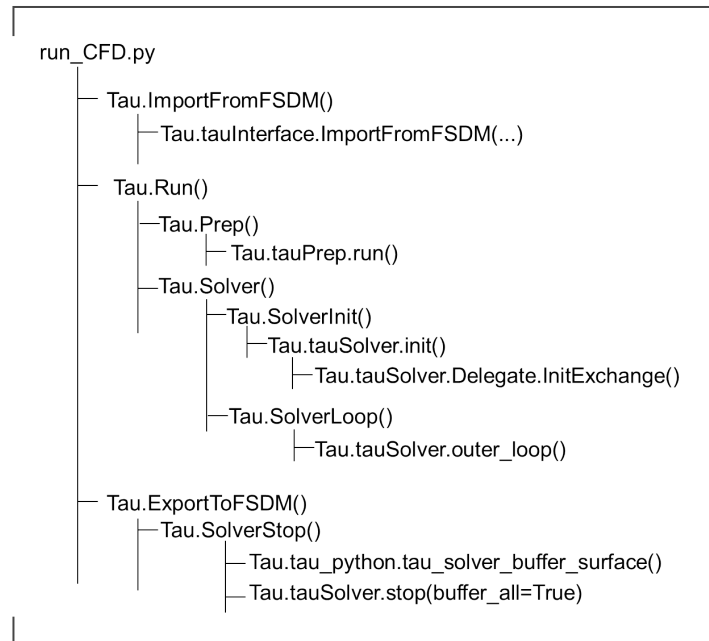 run_CFD.py
Tau.ImportFromFSDM()
Tau.tauInterface.ImportFromFSDM(...)
Tau.Run()
Tau.Prep()
Tau.tauPrep.run()
Tau.Solver()
Tau.SolverInit()
Tau.tauSolver.init()
Tau.tauSolver.Delegate.InitExchange()
Tau.SolverLoop()
Tau.tauSolver.outer_loop()
Tau.ExportToFSDM()
Tau.SolverStop()
Tau.tau_python.tau_solver_buffer_surface()
Tau.tauSolver.stop(buffer_all=True)